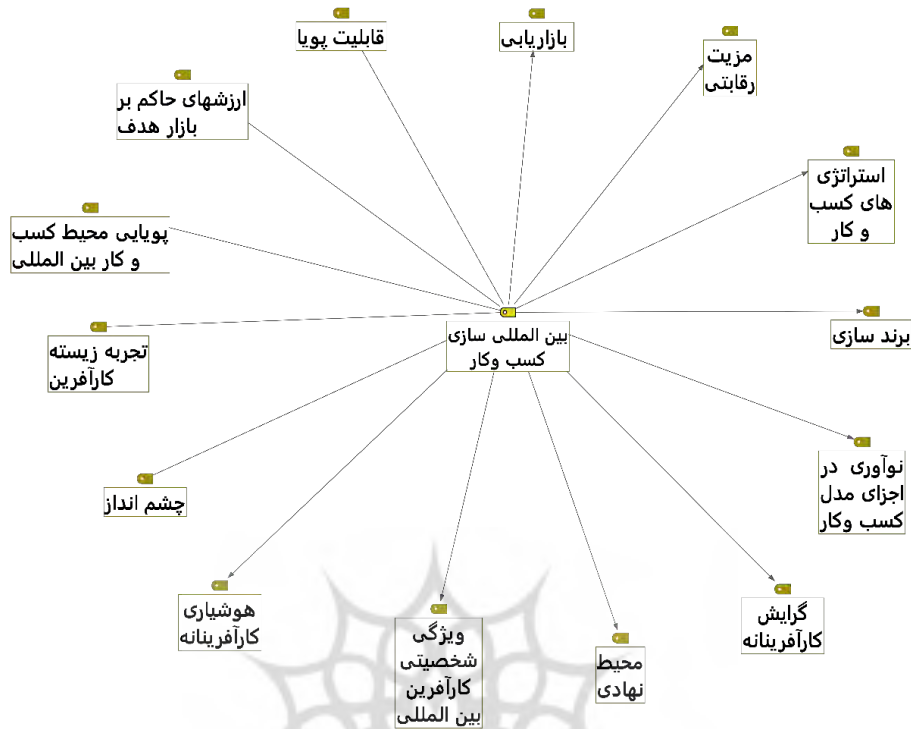 قابلیت پویا
بازاریابی
مزیت
رقابتی
ارزشهای حاکم بر
بازار هدف
استراتژی
های کسب
و کار
پویایی محیط کسب
و کار بین المللی
بین المللی سازی
کسب وکار
برند سازی
تجربه زیسته
کارآفرین
نوآوری در
اجزای مدل
کسب وکار
چشم انداز
هوشیاری
کارآفرینانه
ویژگی
شخصیتی
کارآفرین
بین المللی
محیط
نهادی
گرایش
کارآفرینانه